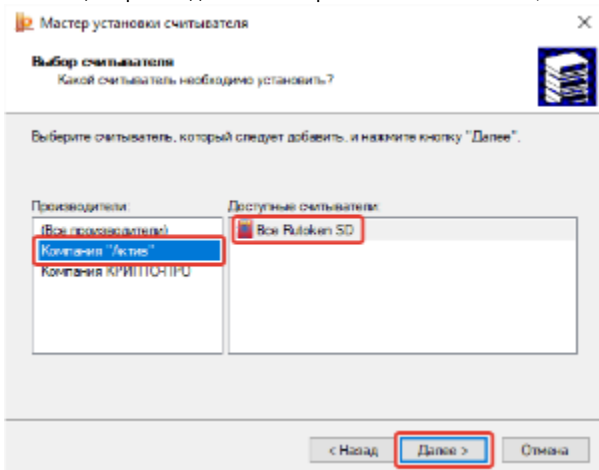 Мастер установки считывателя
Выбор считывателя
Какой считыватель необходимо установить?
Выберите считыватель, который следует добавить, и нажмите кнопку "Далее".
Производители:
Доступные считыватели:
(Все производители)
Все Rutoken SD
Компания "Актив"
Компания КРИПТО-ПРО
< Назад
Далее >
Отмена